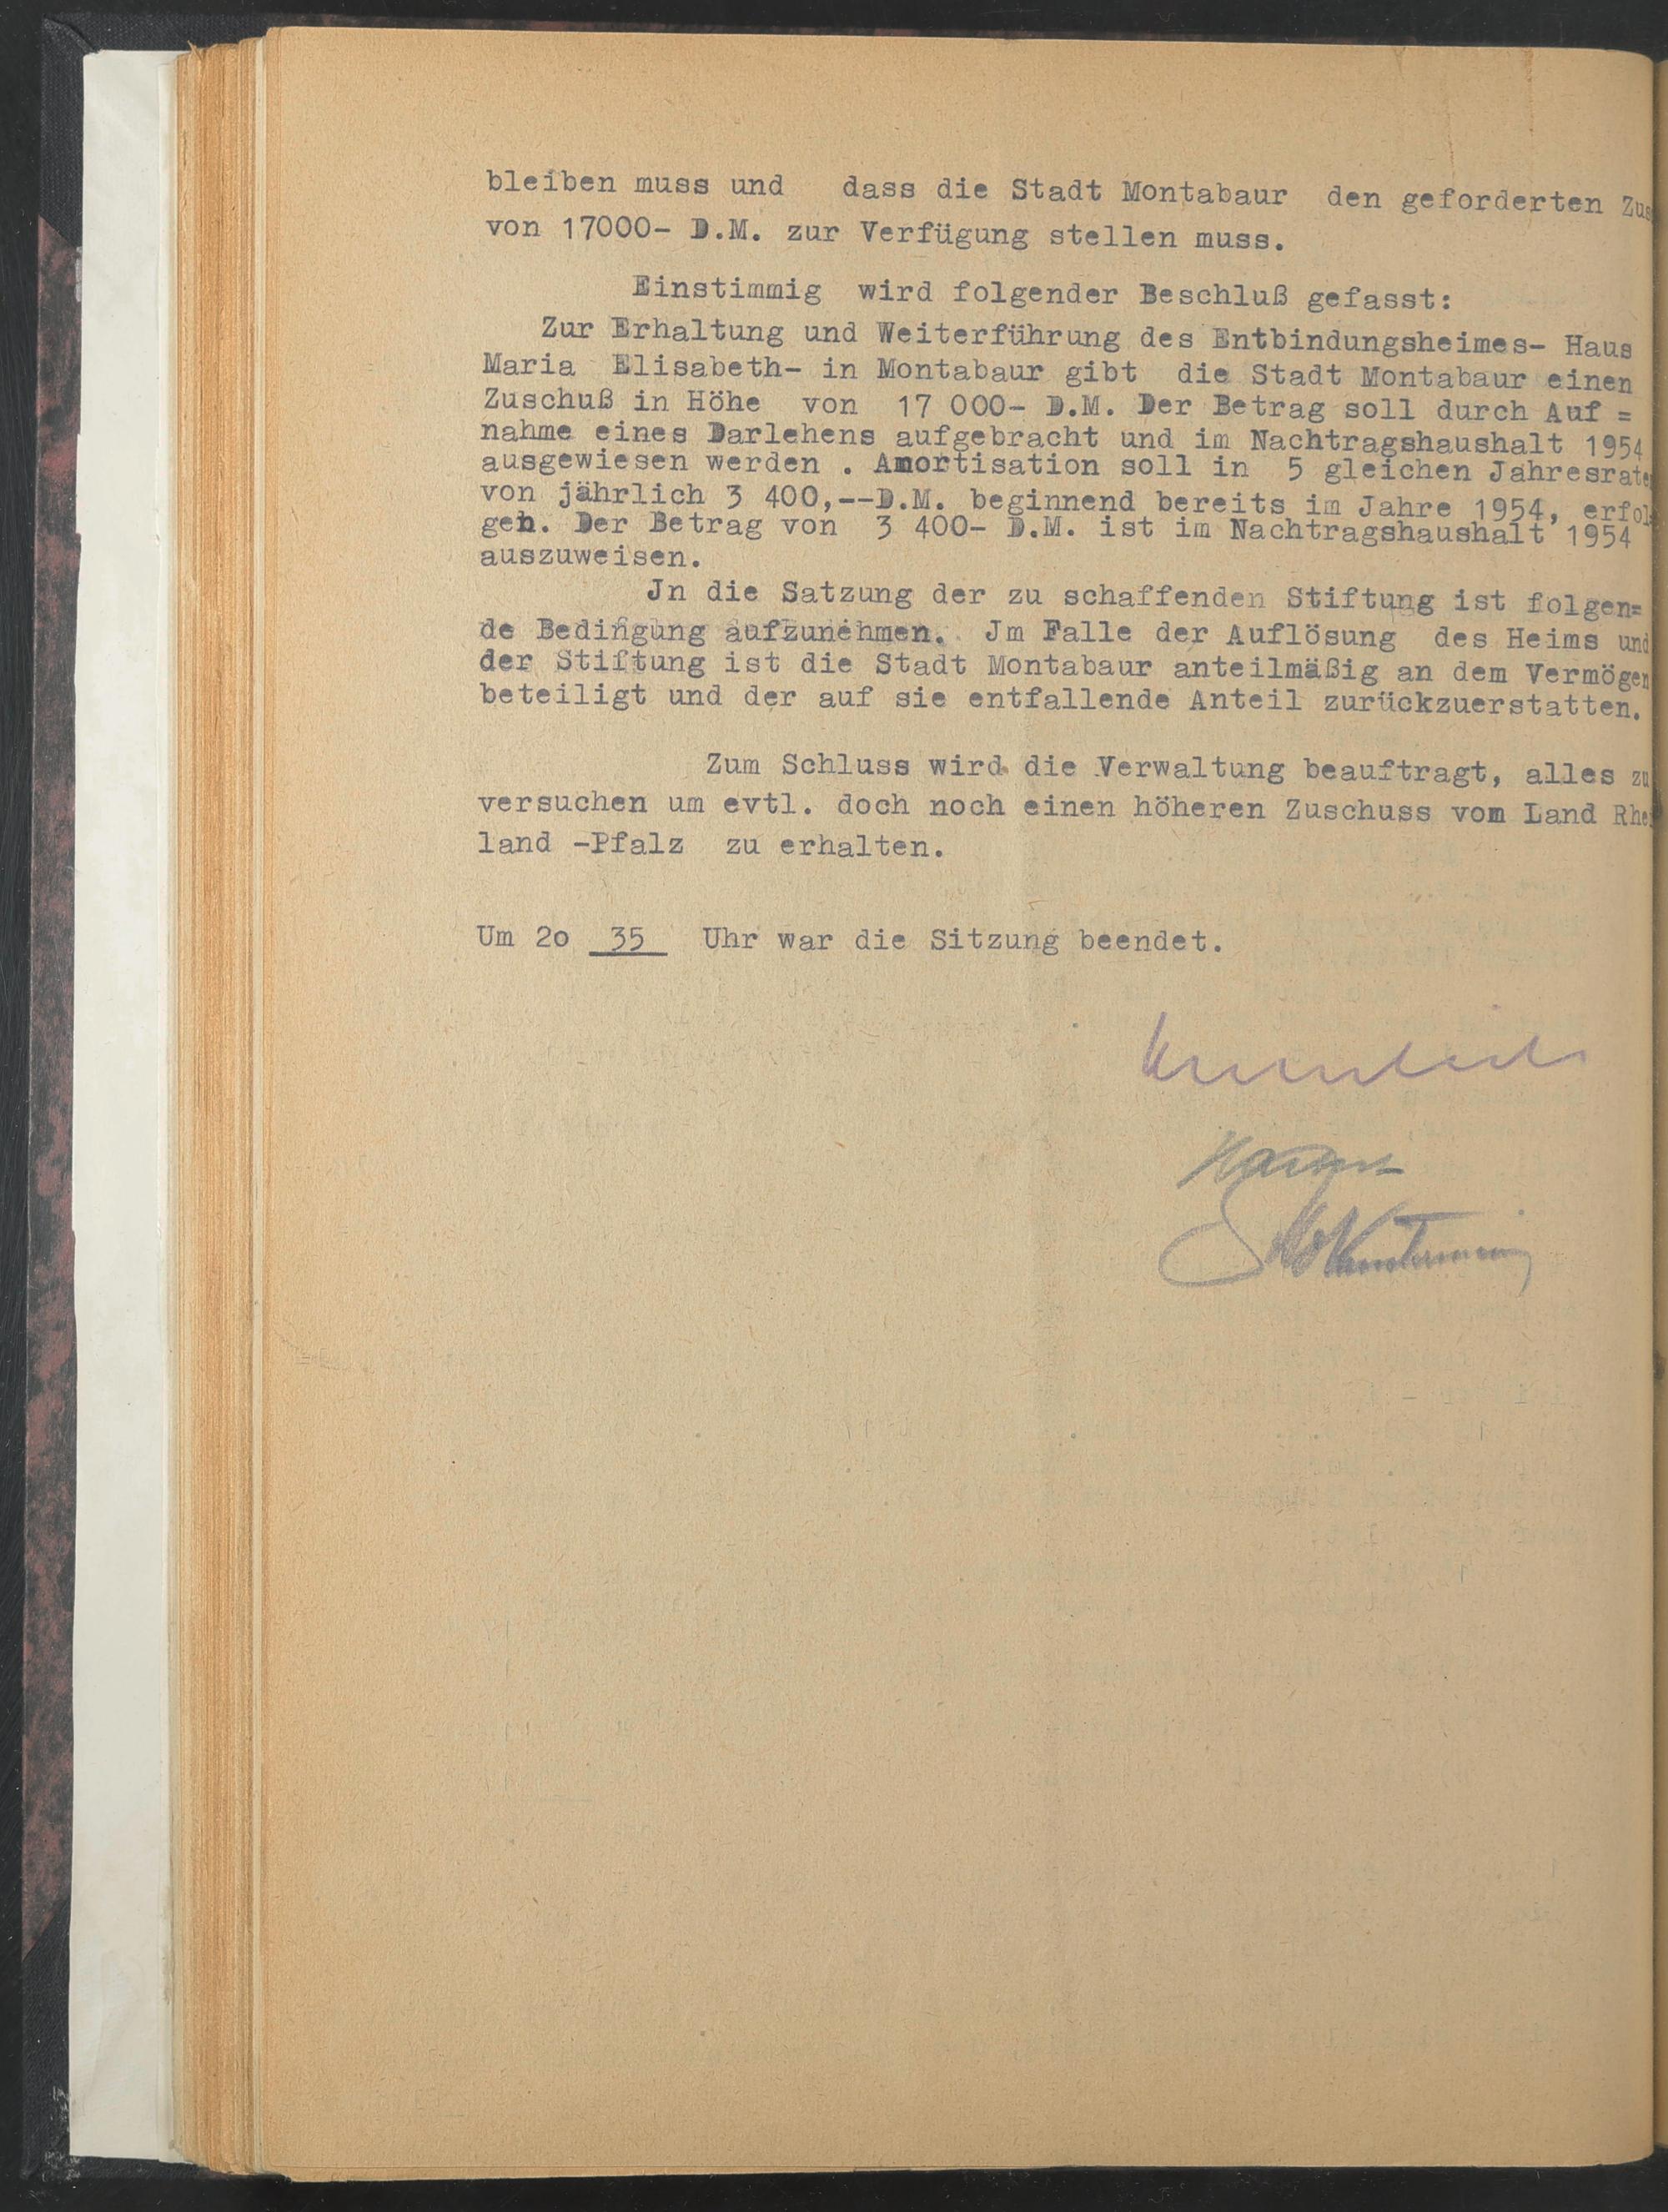 bleiben muss und dass die Stadt Montabaur den geforderten Zus
von 17000- D.M. zur Verfügung stellen muss.
Einstimmig wird folgender Beschluß gefasst:
Zur Erhaltung und Weiterführung des Entbindungsheimes- Haus
Maria Elisabeth- in Montabaur gibt die Stadt Montabaur einen
Zuschuß in Höhe von 17 000- D.M. Der Betrag soll durch Auf =
nahme eines Darlehens aufgebracht und im Nachtragshaushalt 1954
ausgewiesen werden . Amortisation soll in 5 gleichen Jahresrate
von jährlich 3 400,--D.M. beginnend bereits im Jahre 1954, erfol
gen. Der Betrag von 3 400- D.M. ist im Nachtragshaushalt 1954
auszuweisen.
Jn die Satzung der zu schaffenden Stiftung ist folgen=
de Bedingung aufzunehmen. Jm Falle der Auflösung des Heims und
der Stiftung ist die Stadt Montabaur anteilmäßig an dem Vermögen
beteiligt und der auf sie entfallende Anteil zurückzuerstatten.
Zum Schluss wird die Verwaltung beauftragt, alles zu
versuchen um evtl. doch noch einen höheren Zuschuss vom Land Rhe
land -Pfalz zu erhalten.
Um 2o 35 Uhr war die Sitzung beendet.